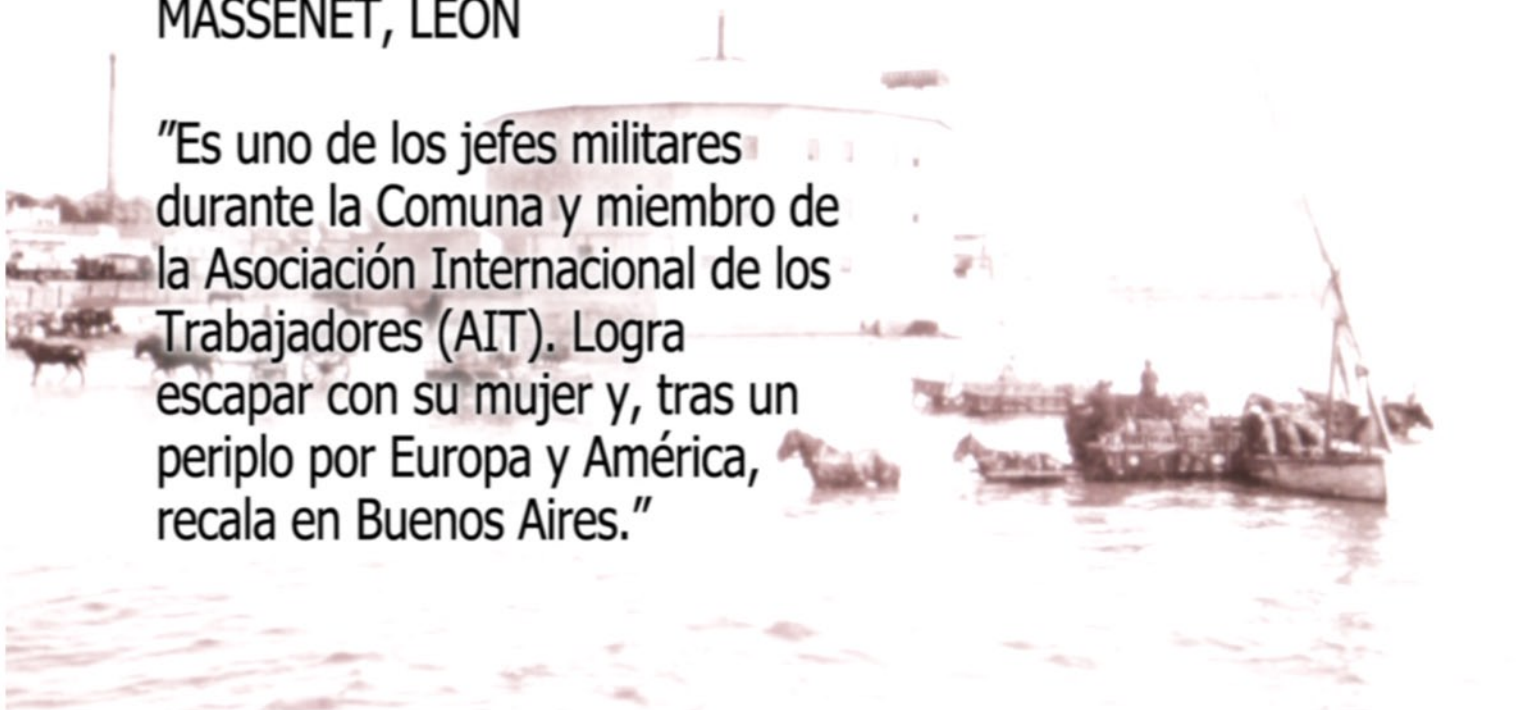 MASSENET, LEON
"Es uno de los jefes militares
durante la Comuna y miembro de
la Asociación Internacional de los
Trabajadores (AIT). Logra
escapar con su mujer y, tras un
periplo por Europa y América,
recala en Buenos Aires."